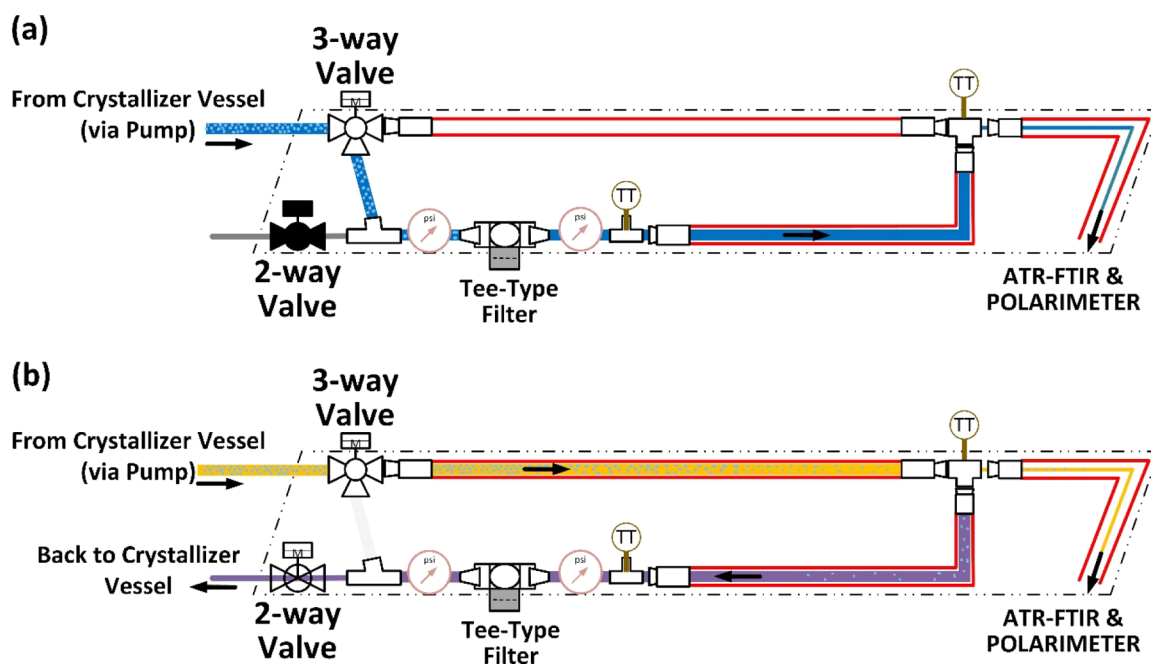 (a)
3-way
Valve
M
From Crystallizer Vessel
(via Pump)
TT
psi
psi
TT
2-way
Valve
Tee-Type
Filter
ATR-FTIR &
POLARIMETER
(b)
3-way
Valve
M
From Crystallizer Vessel
(via Pump)
TT
Back to Crystallizer
Vessel
M
psi
psi
TT
2-way
Valve
Tee-Type
Filter
ATR-FTIR &
POLARIMETER